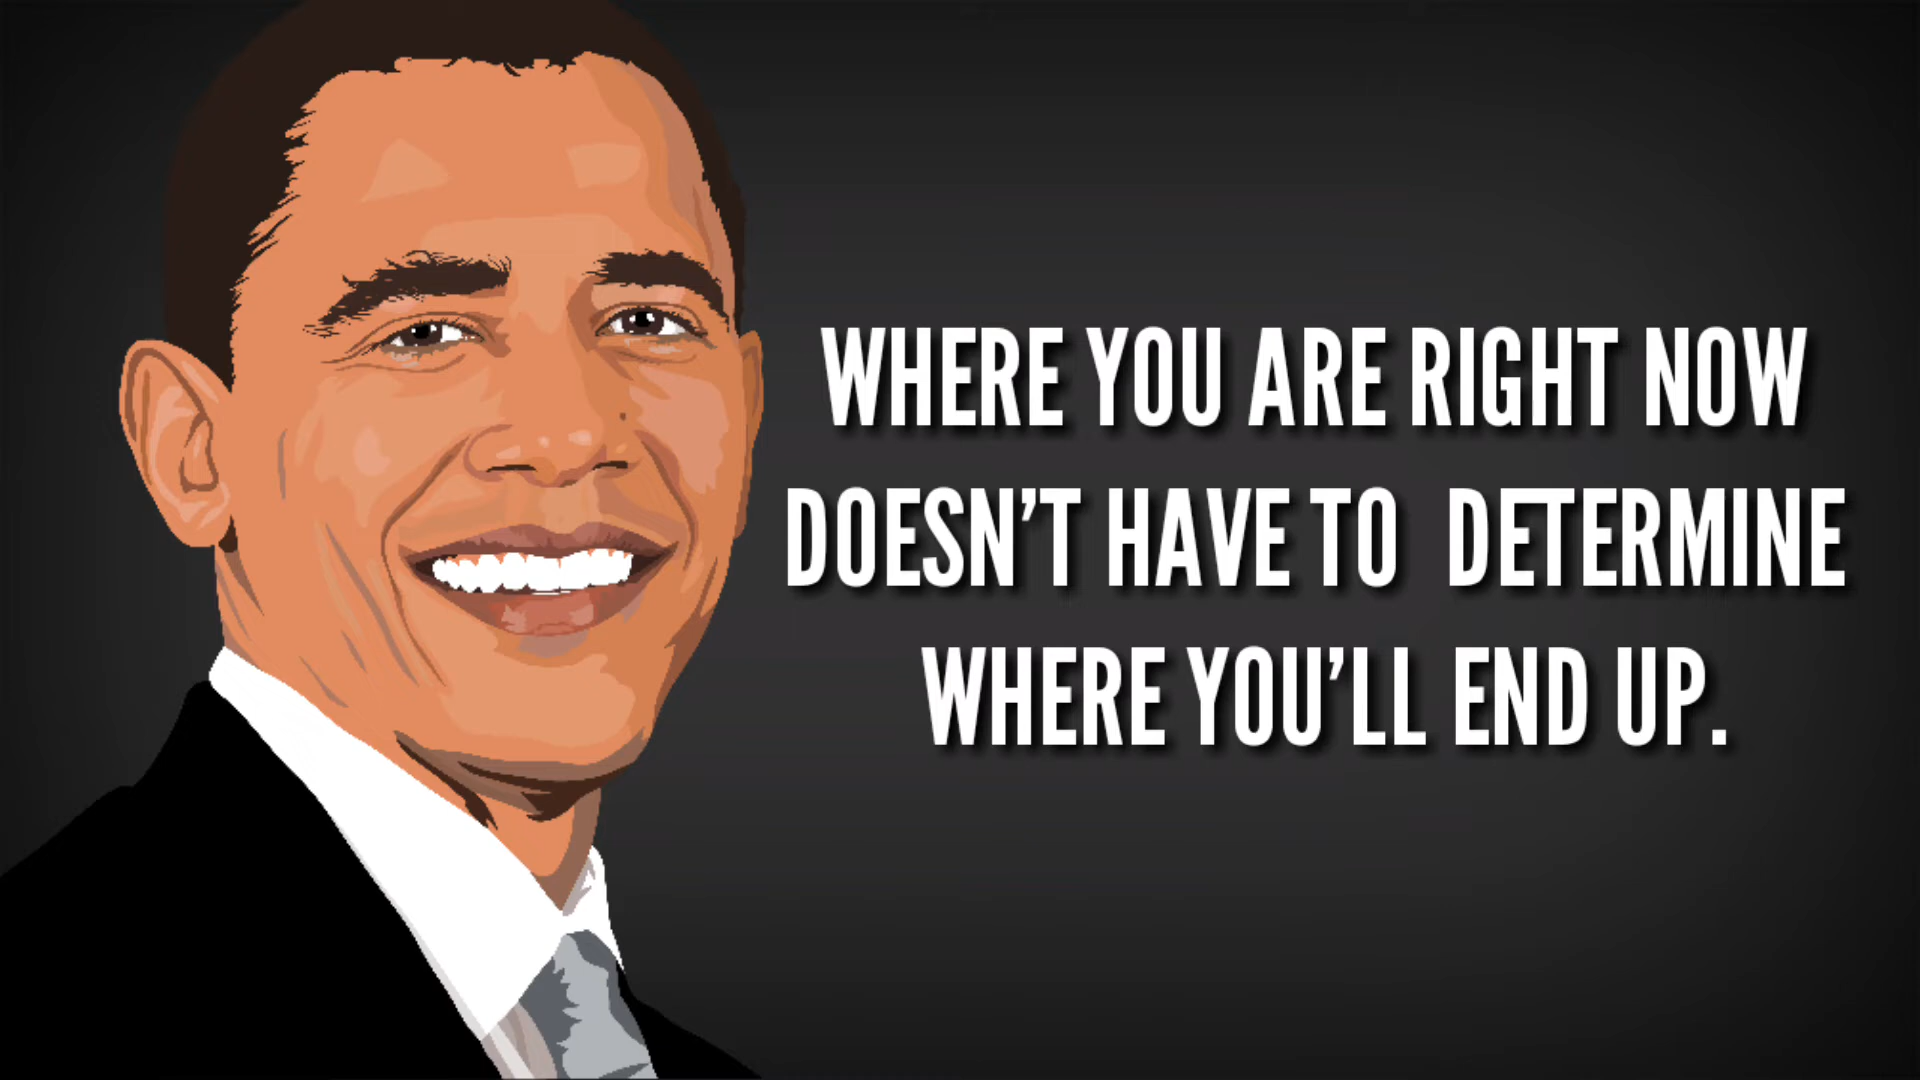 WHERE YOU ARE RIGHT NOW
DOESN’T HAVE TO DETERMINE
WHERE YOU’LL END UP.